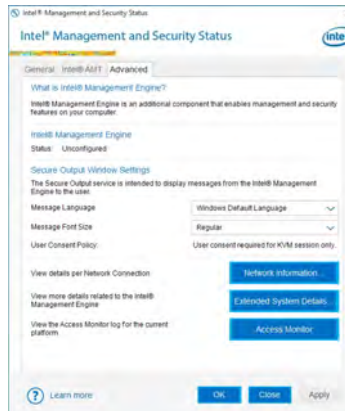 Intel® Management and Security Status
Intel® Management and Security Status
General Intel® AMT Advanced
What is Intel® Management Engine?
Intel® Management Engine is an additional component that enables management and security
features on your computer.
Intel® Management Engine
Status: Unconfigured
Secure Output Window Settings
The Secure Output service is intended to display messages from the Intel® Management
Engine to the user.
Message Language Windows Default Language
Message Font Size Regular
User Consent Policy: User consent required for KVM session only.
View details per Network Connection Network Information...
View more details related to the Intel®
Management Engine Extended System Details...
View the Access Monitor log for the current
platform Access Monitor
? Learn more OK Close Apply